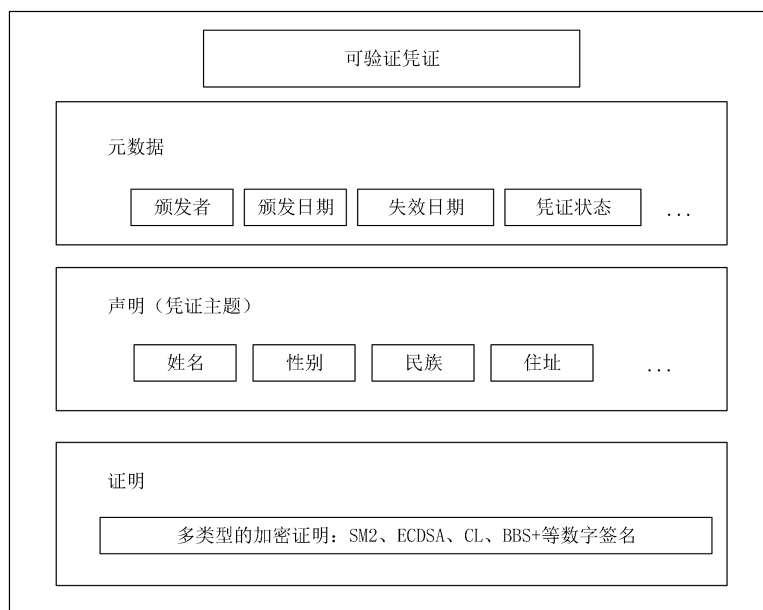 可验证凭证
元数据
颁发者 颁发日期 失效日期 凭证状态 ...
声明（凭证主题）
姓名 性别 民族 住址 ...
证明
多类型的加密证明：SM2、ECDSA、CL、BBS+等数字签名